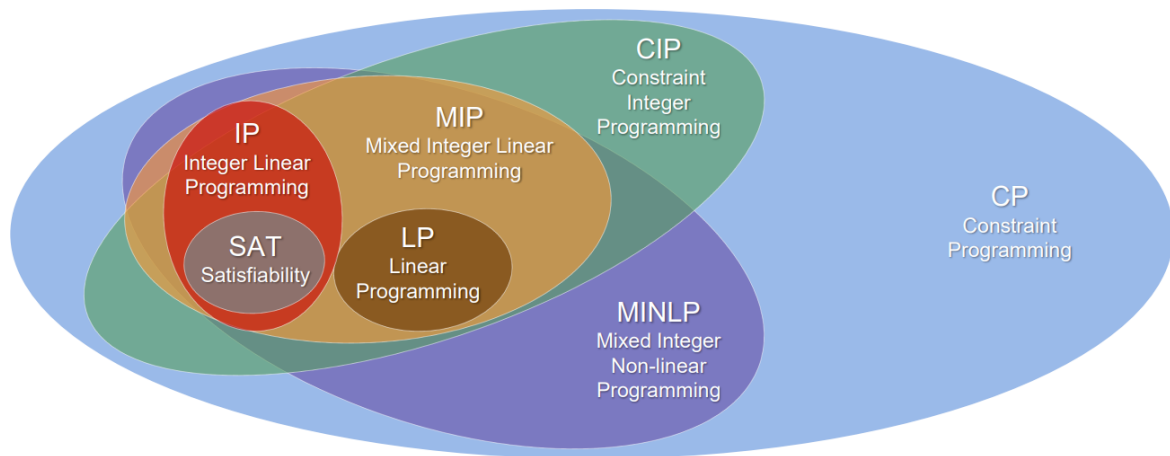 CIP
Constraint
Integer
Programming
MIP
Mixed Integer Linear
Programming
IP
Integer Linear
Programming
CP
Constraint
Programming
SAT
Satisfiability
LP
Linear
Programming
MINLP
Mixed Integer
Non-linear
Programming